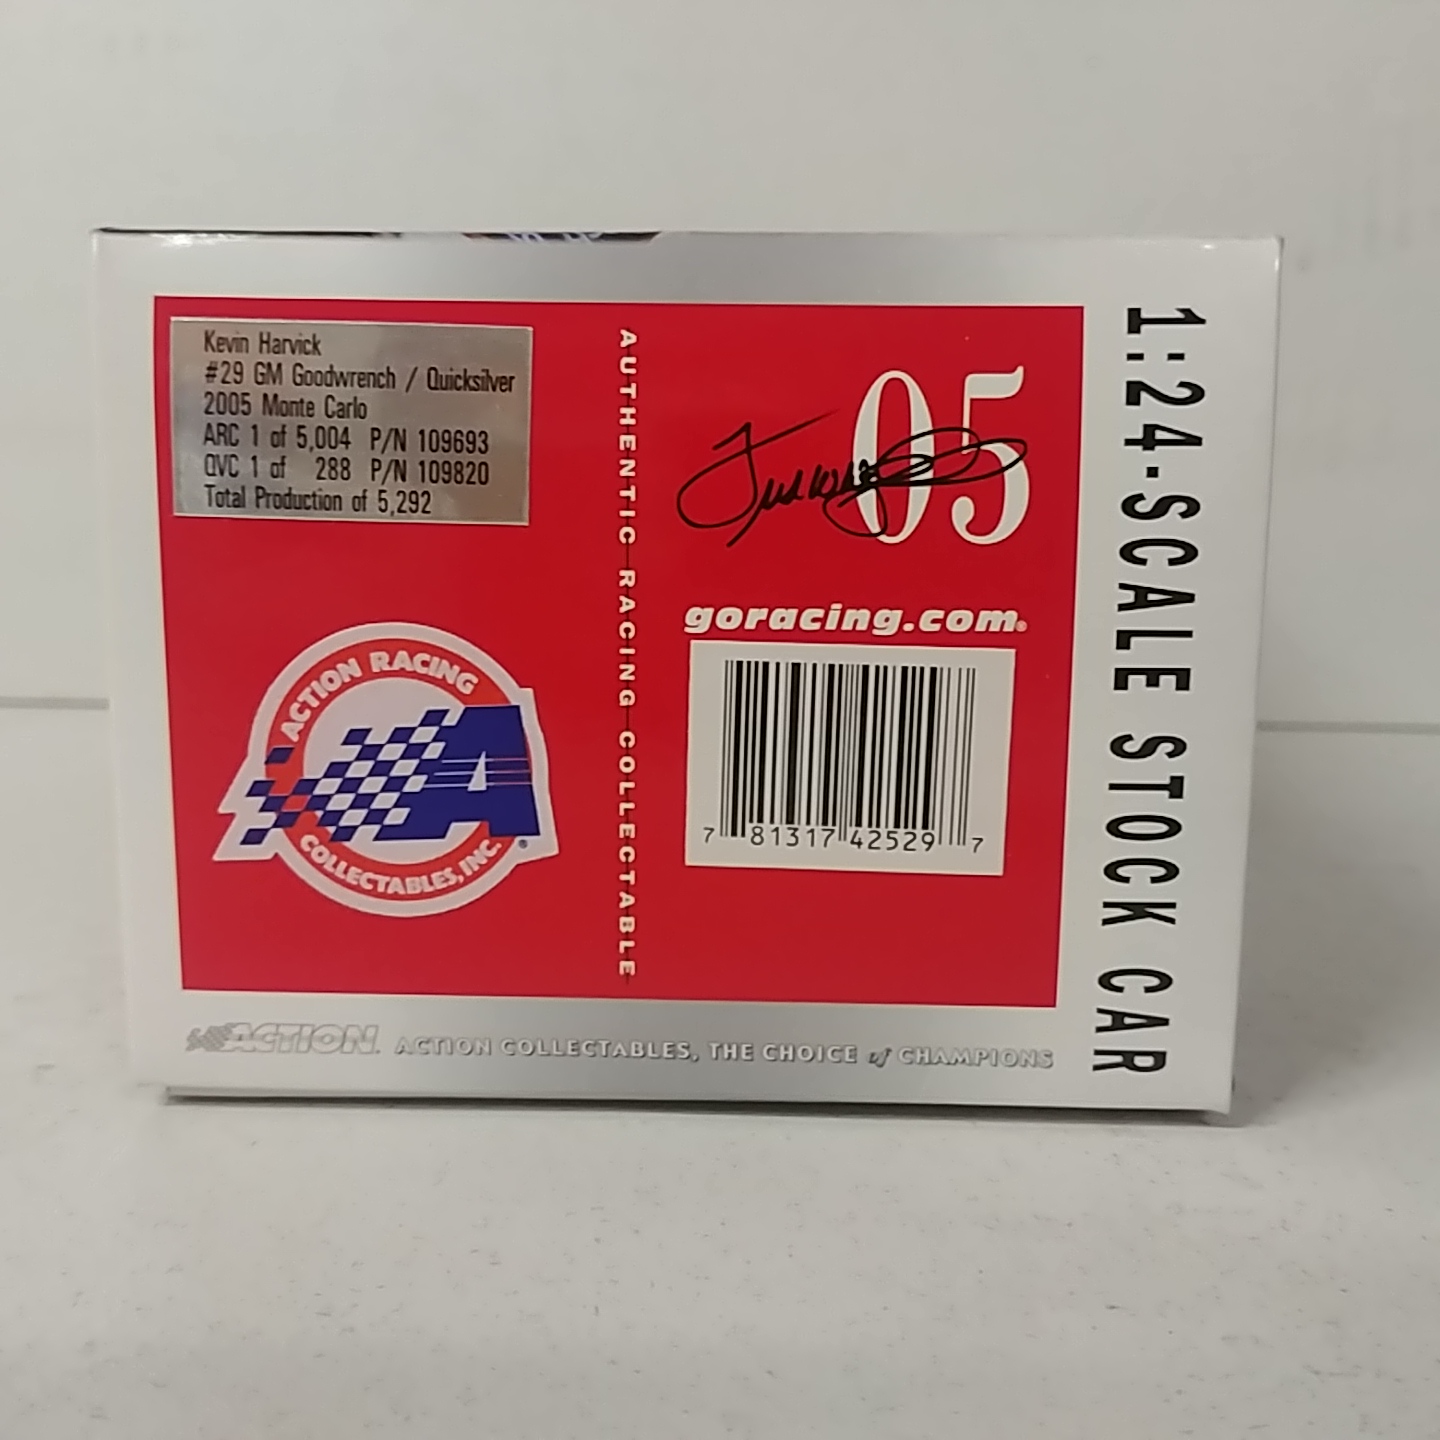 Kevin Harvick
#29 GM Goodwrench / Quicksilver
2005 Monte Carlo
ARC 1 of 5,004 P/N 109693
QVC 1 of 288 P/N 109820
Total Production of 5,292
AUTHENTIC RACING COLLECTABLE
05
goracing.com®
7 81317 42529 7
ACTION RACING
A
COLLECTABLES, INC.
®
1:24-SCALE STOCK CAR
ACTION. ACTION COLLECTABLES, THE CHOICE of CHAMPIONS